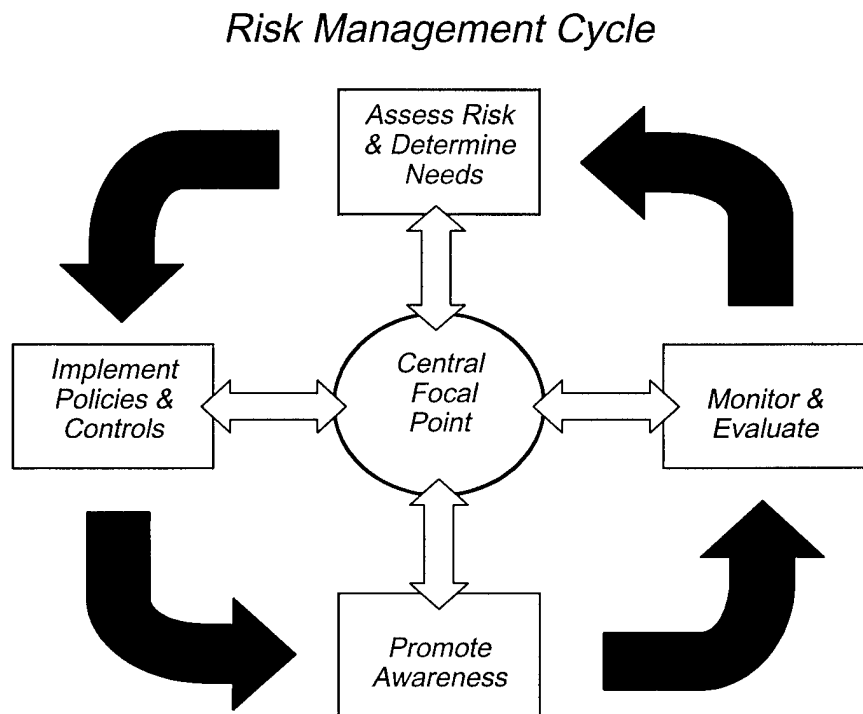 Risk Management Cycle
Assess Risk
& Determine
Needs
Implement
Policies &
Controls
Central
Focal
Point
Monitor &
Evaluate
Promote
Awareness